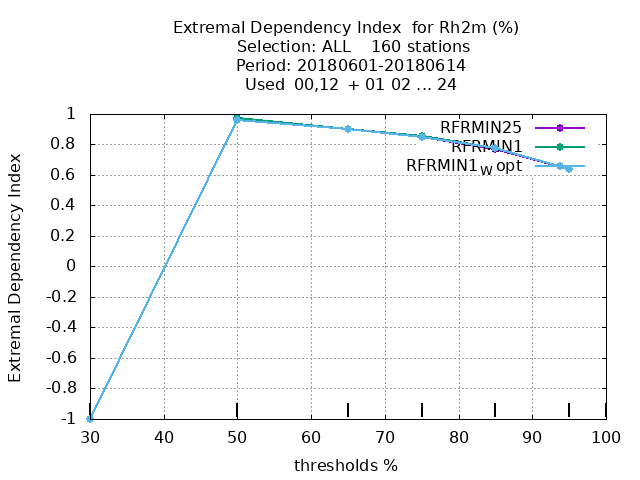 Extremal Dependency Index  for Rh2m (%)
Selection: ALL    160 stations
Period: 20180601-20180614
Used  00,12  + 01 02 ... 24
Extremal Dependency Index
1
0.8
0.6
0.4
0.2
0
-0.2
-0.4
-0.6
-0.8
-1
RFRMIN25
RFRMIN1
RFRMIN1W opt
30 40 50 60 70 80 90 100
thresholds %